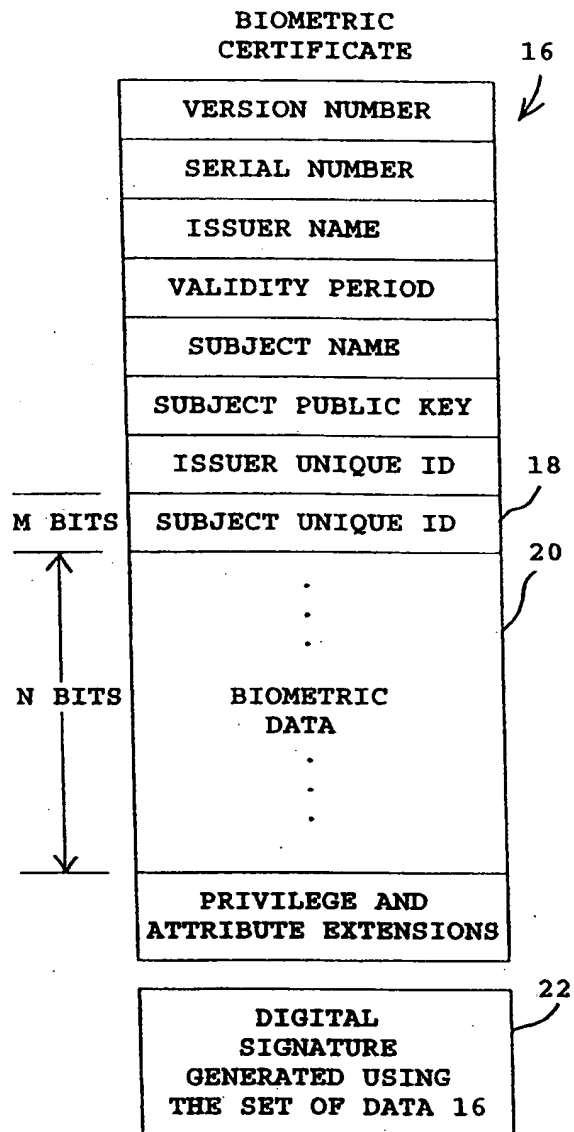 BIOMETRIC
CERTIFICATE
16
VERSION NUMBER
SERIAL NUMBER
ISSUER NAME
VALIDITY PERIOD
SUBJECT NAME
SUBJECT PUBLIC KEY
ISSUER UNIQUE ID
18
M BITS
SUBJECT UNIQUE ID
20
N BITS
BIOMETRIC
DATA
PRIVILEGE AND
ATTRIBUTE EXTENSIONS
22
DIGITAL
SIGNATURE
GENERATED USING
THE SET OF DATA 16